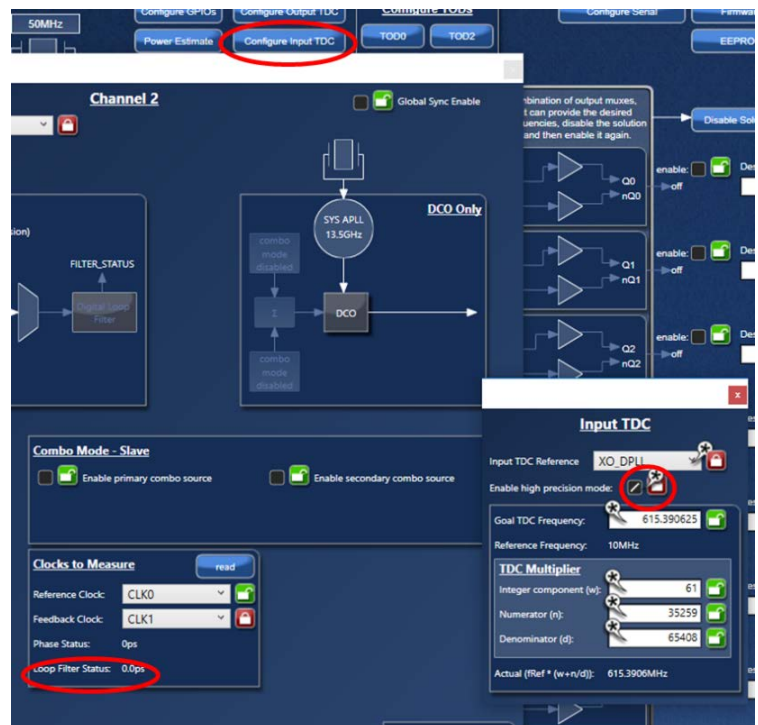 50MHz
Configure GPIOs
Configure Output TDC
Configure TODs
Configure Serial
Power Estimate
Configure Input TDC
TOD0
TOD2
Channel 2
Global Sync Enable
of output muxes,
can provide the desired
disable the solution
and then enable it again.
Disable
Q0
nQ0
enable:
off
SYS APLL
13.5GHz
DCO Only
combo
mode
disabled
FILTER_STATUS
Digital Loop
Filter
Σ
DCO
Q1
nQ1
enable:
off
combo
mode
disabled
Q2
nQ2
enable:
off
x
Input TDC
Input TDC Reference XO_DPLL
Enable high precision mode:
Goal TDC Frequency: 615.390625
Reference Frequency: 10MHz
TDC Multiplier
Integer component (w): 61
Numerator (n): 35259
Denominator (d): 65408
Actual (fRef * (w+n/d)): 615.3906MHz
Combo Mode - Slave
Enable primary combo source
Enable secondary combo source
Clocks to Measure
read
Reference Clock: CLK0
Feedback Clock: CLK1
Phase Status: 0ps
Loop Filter Status: 0.0ps